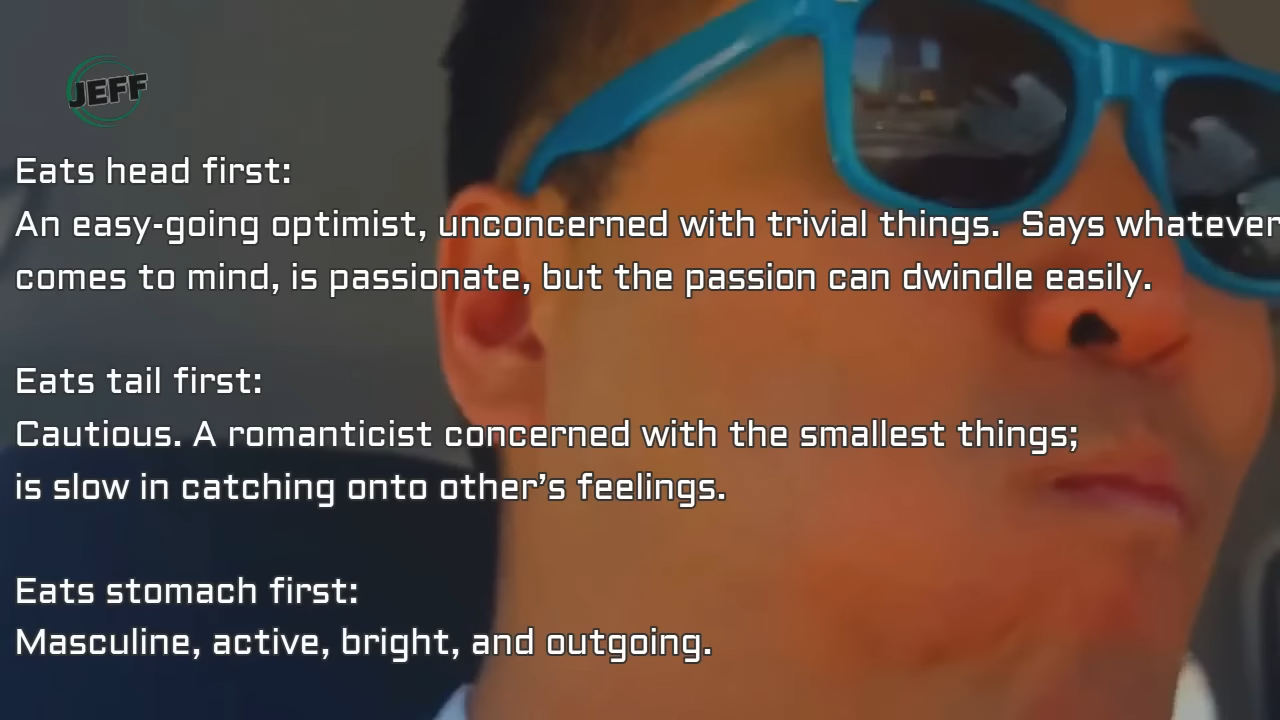 JEFF
Eats head first:
An easy-going optimist, unconcerned with trivial things.  Says whatever
comes to mind, is passionate, but the passion can dwindle easily.
Eats tail first:
Cautious. A romanticist concerned with the smallest things;
is slow in catching onto other’s feelings.
Eats stomach first:
Masculine, active, bright, and outgoing.